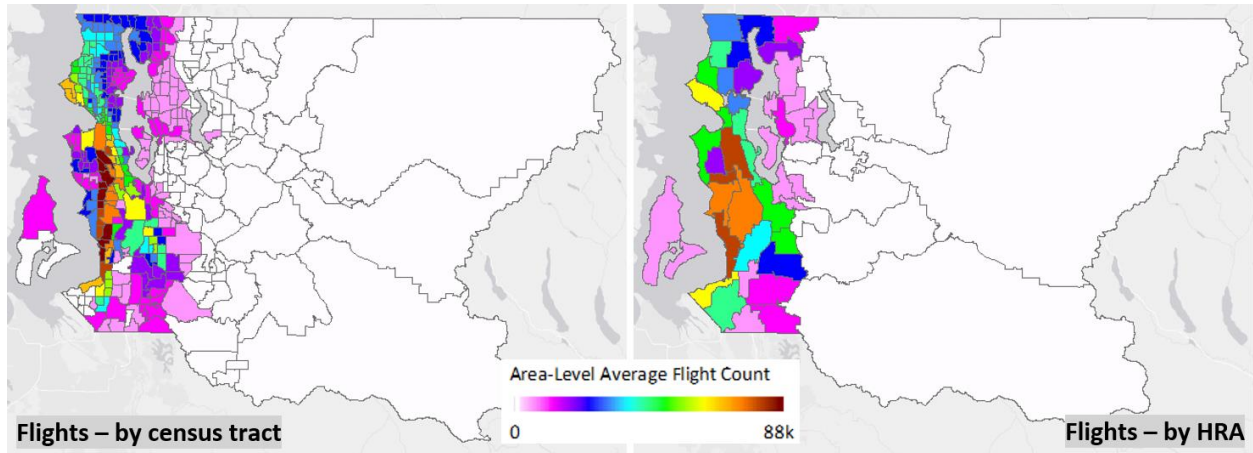 Area-Level Average Flight Count
0 88k
Flights – by census tract
Flights – by HRA